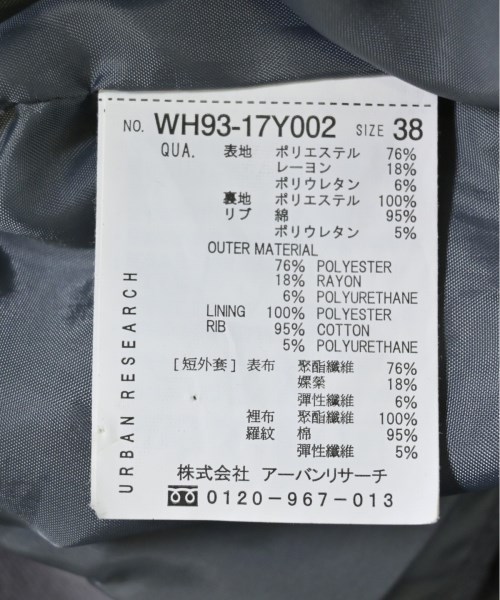 NO. WH93-17Y002 SIZE 38
QUA. 表地 ポリエステル 76%
レーヨン 18%
ポリウレタン 6%
裏地 ポリエステル 100%
リブ 綿 95%
ポリウレタン 5%
OUTER MATERIAL
76% POLYESTER
18% RAYON
6% POLYURETHANE
LINING 100% POLYESTER
RIB 95% COTTON
5% POLYURETHANE
[短外套] 表布 聚酯纖維 76%
嫘縈 18%
彈性纖維 6%
裡布 聚酯纖維 100%
羅紋 棉 95%
彈性纖維 5%
株式会社 アーバンリサーチ
0120-967-013
URBAN RESEARCH